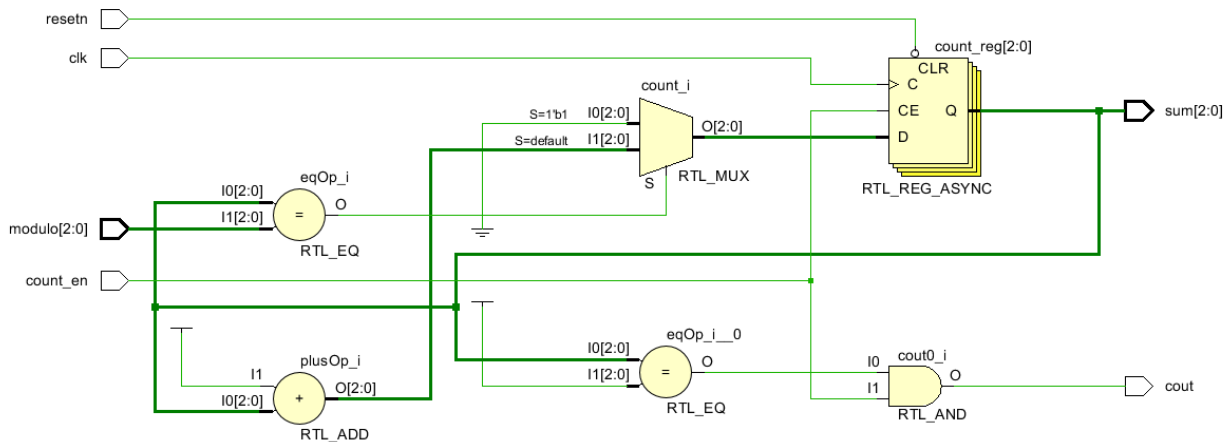 resetn
clk
count_reg[2:0]
CLR
C
CE
Q
D
RTL_REG_ASYNC
sum[2:0]
count_i
S=1'b1
I0[2:0]
S=default
I1[2:0]
O[2:0]
S
RTL_MUX
eqOp_i
I0[2:0]
I1[2:0]
=
O
RTL_EQ
modulo[2:0]
count_en
plusOp_i
I1
I0[2:0]
+
O[2:0]
RTL_ADD
eqOp_i__0
I0[2:0]
I1[2:0]
=
O
RTL_EQ
cout0_i
I0
I1
O
RTL_AND
cout